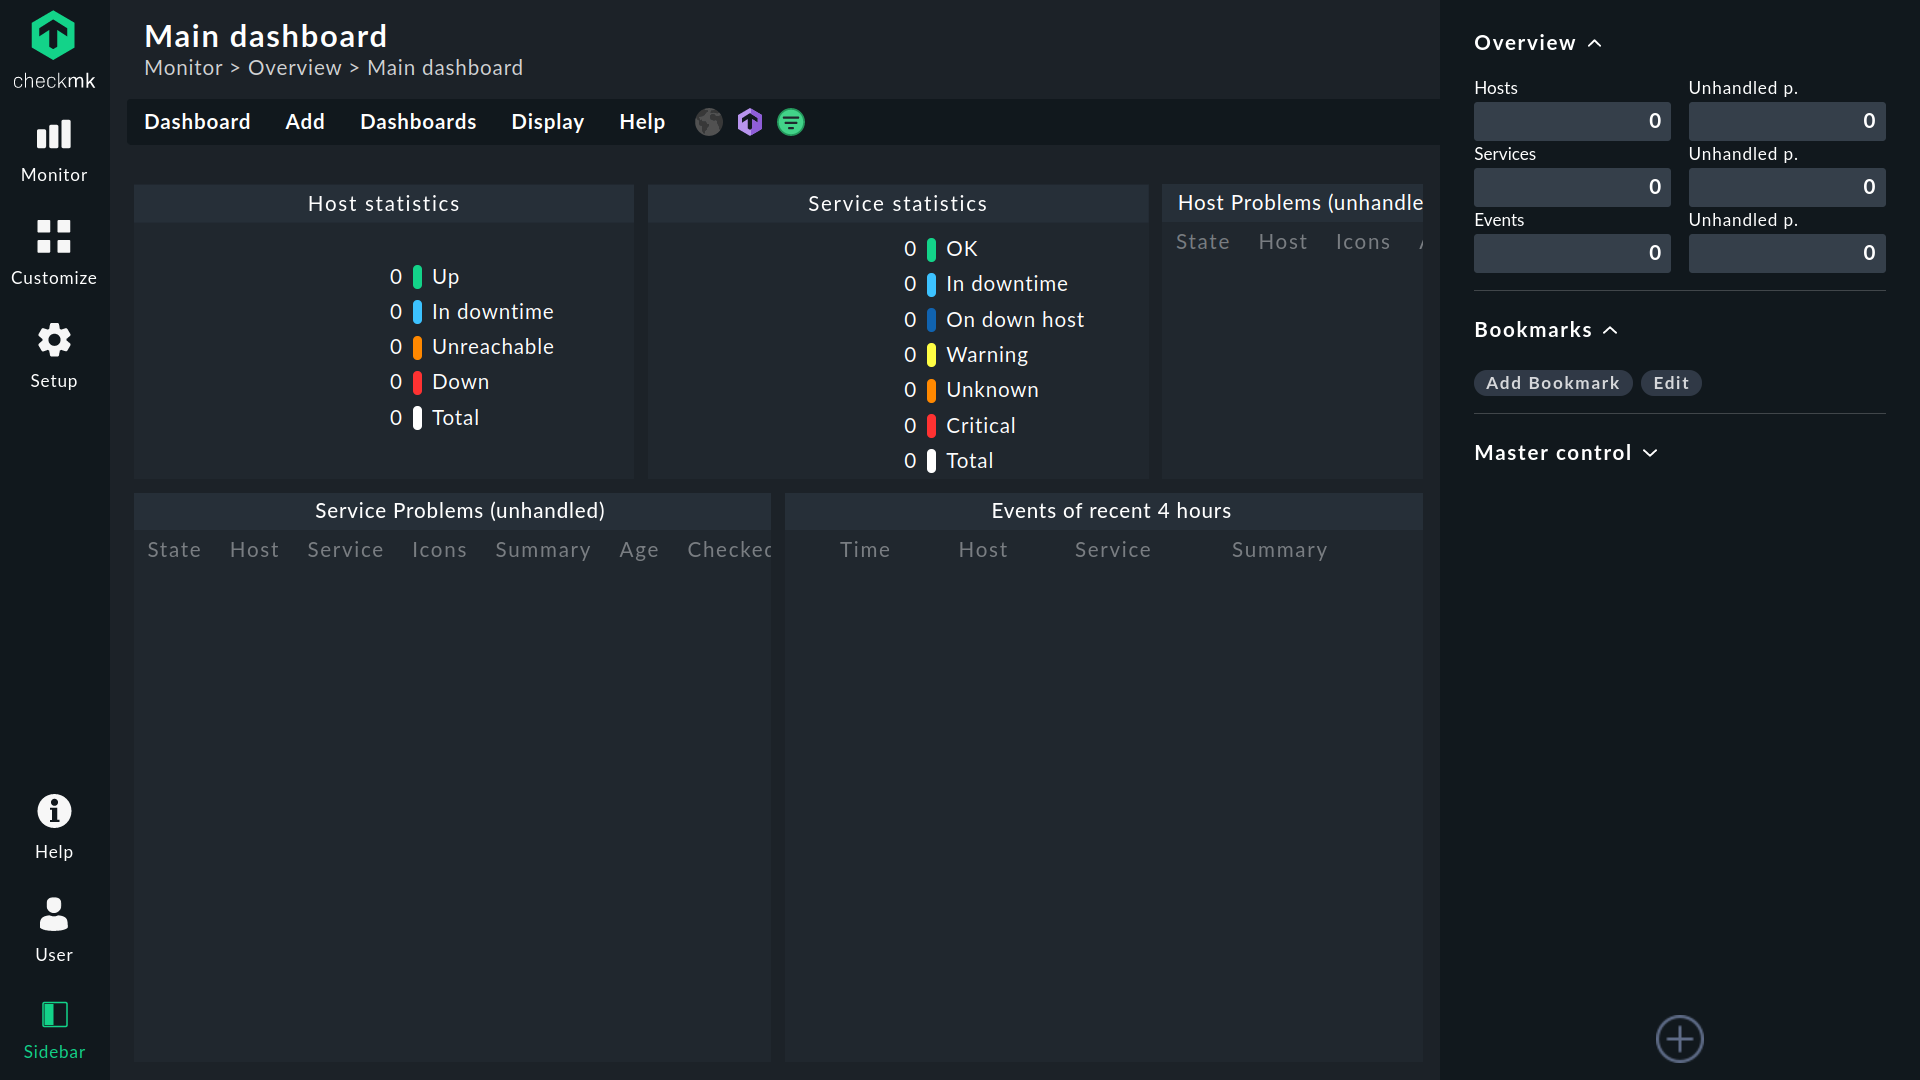 checkmk
Monitor
Customize
Setup
Help
User
Sidebar
Main dashboard
Monitor > Overview > Main dashboard
Dashboard Add Dashboards Display Help
Host statistics
0 Up
0 In downtime
0 Unreachable
0 Down
0 Total
Service statistics
0 OK
0 In downtime
0 On down host
0 Warning
0 Unknown
0 Critical
0 Total
Host Problems (unhandle
State Host Icons
Service Problems (unhandled)
State Host Service Icons Summary Age Checked
Events of recent 4 hours
Time Host Service Summary
Overview
Hosts Unhandled p.
0 0
Services Unhandled p.
0 0
Events Unhandled p.
0 0
Bookmarks
Add Bookmark Edit
Master control